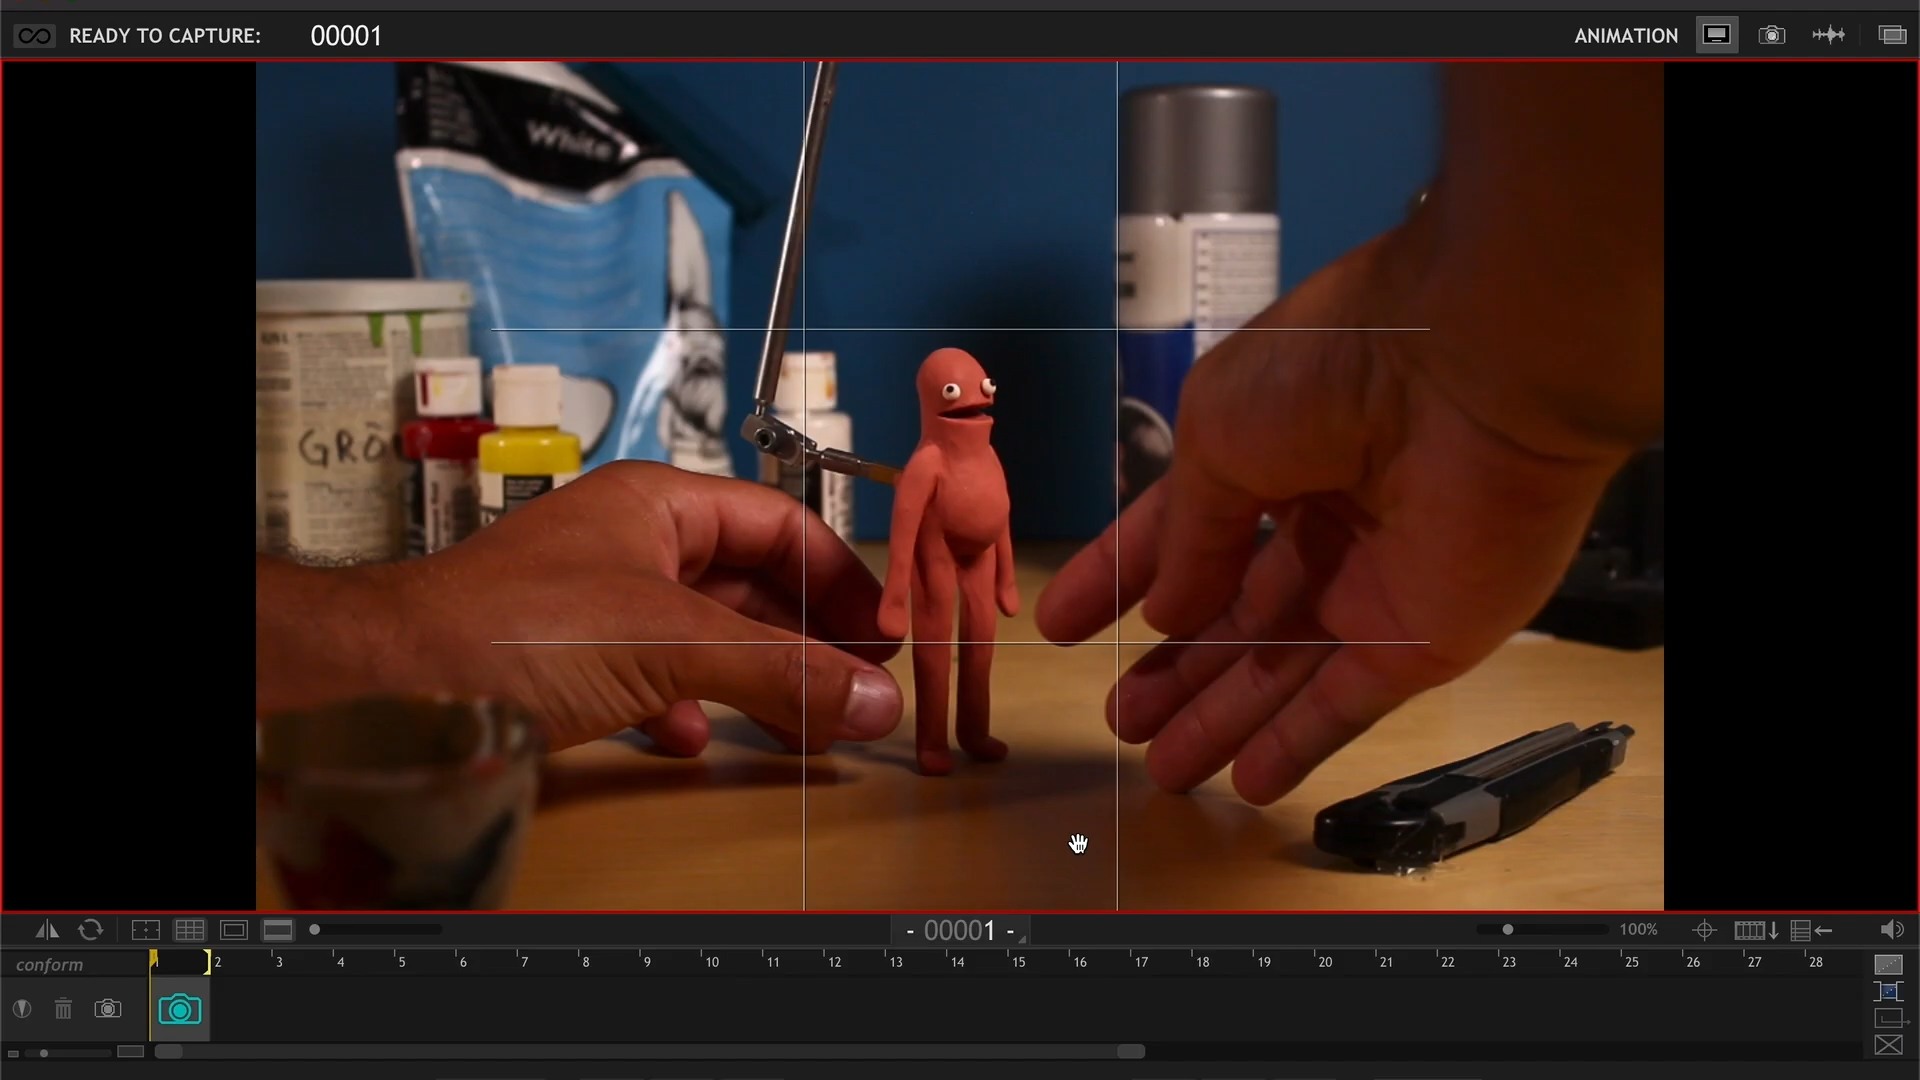 READY TO CAPTURE: 00001
ANIMATION
White
GRÖ
- 00001 -
100%
conform
1 2 3 4 5 6 7 8 9 10 11 12 13 14 15 16 17 18 19 20 21 22 23 24 25 26 27 28